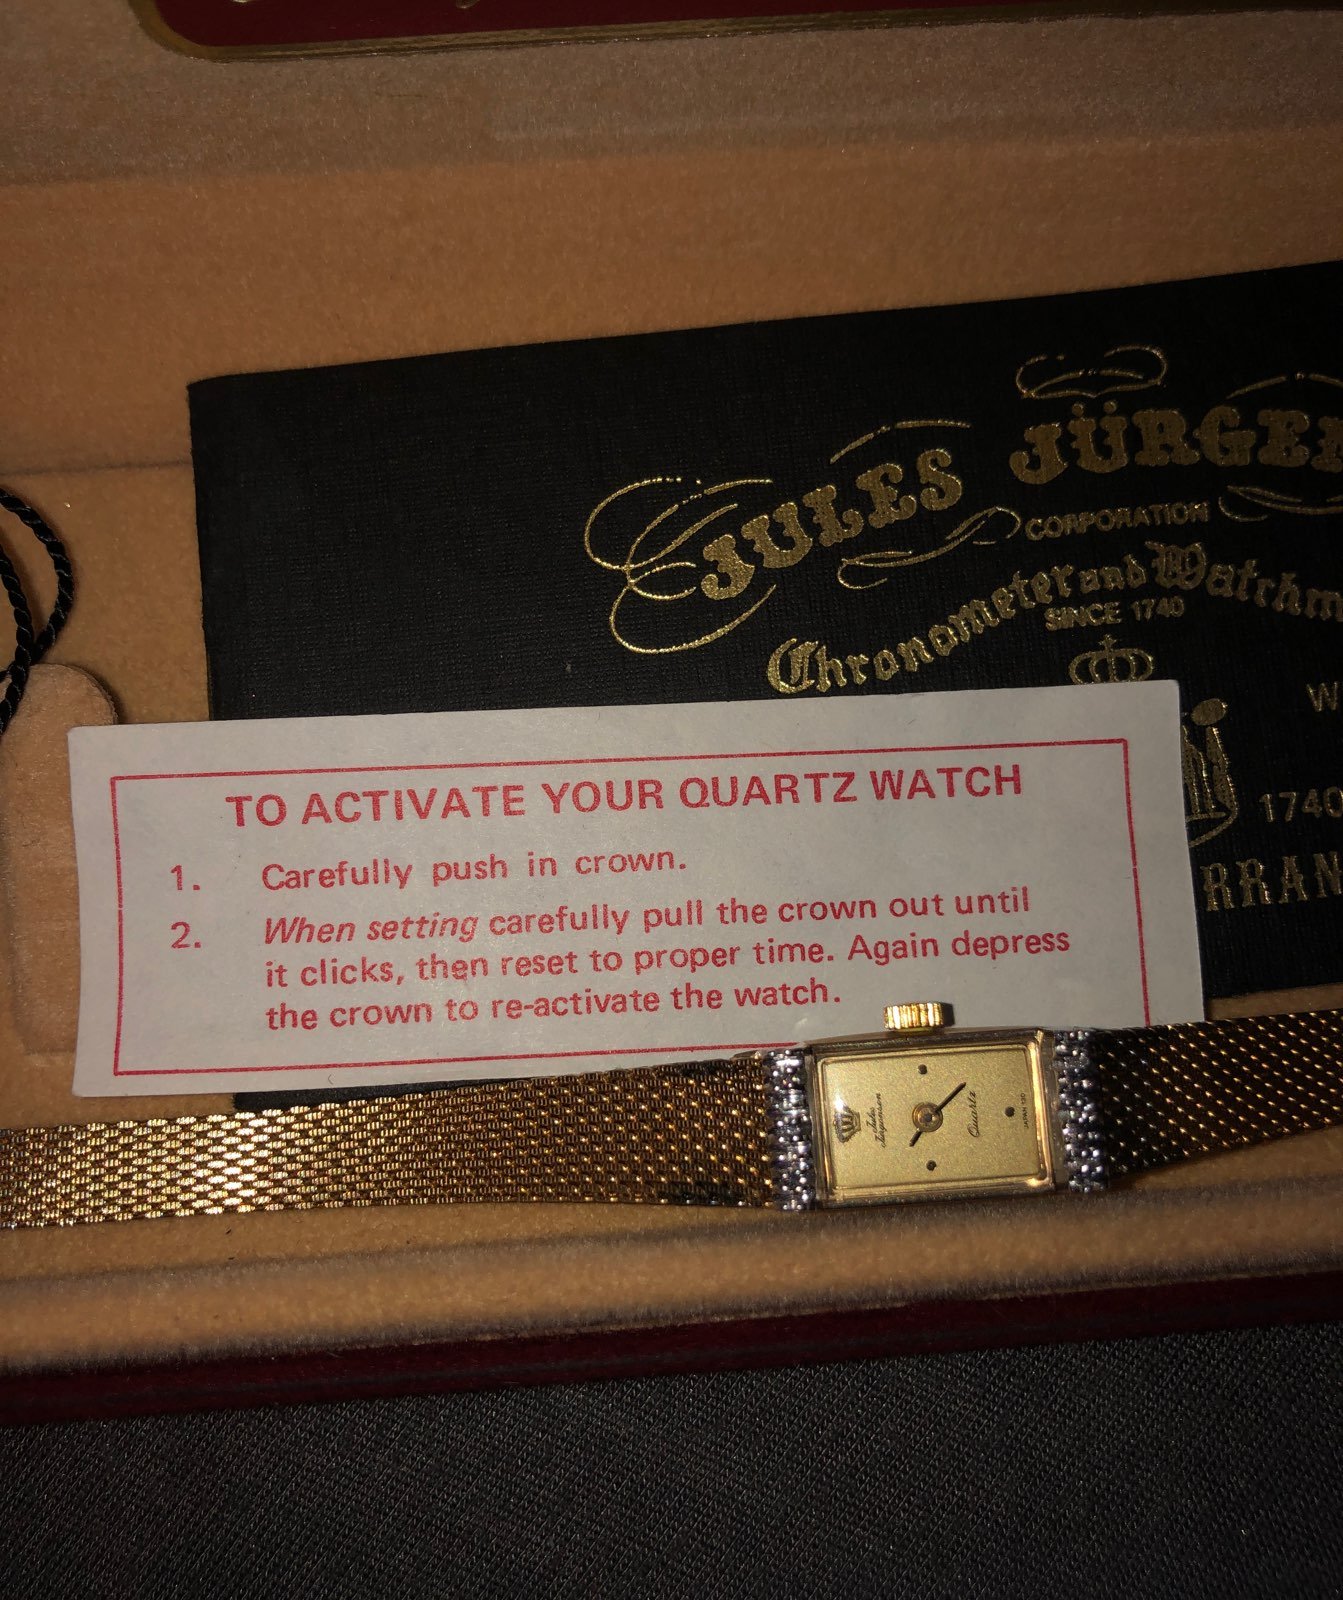 JULES JÜRGE
CORPORATION
Chronometer and Watchm
SINCE 1740
W
1740
RRAN
TO ACTIVATE YOUR QUARTZ WATCH
1. Carefully push in crown.
2. When setting carefully pull the crown out until
it clicks, then reset to proper time. Again depress
the crown to re-activate the watch.
Jules
Jürgensen
Quartz